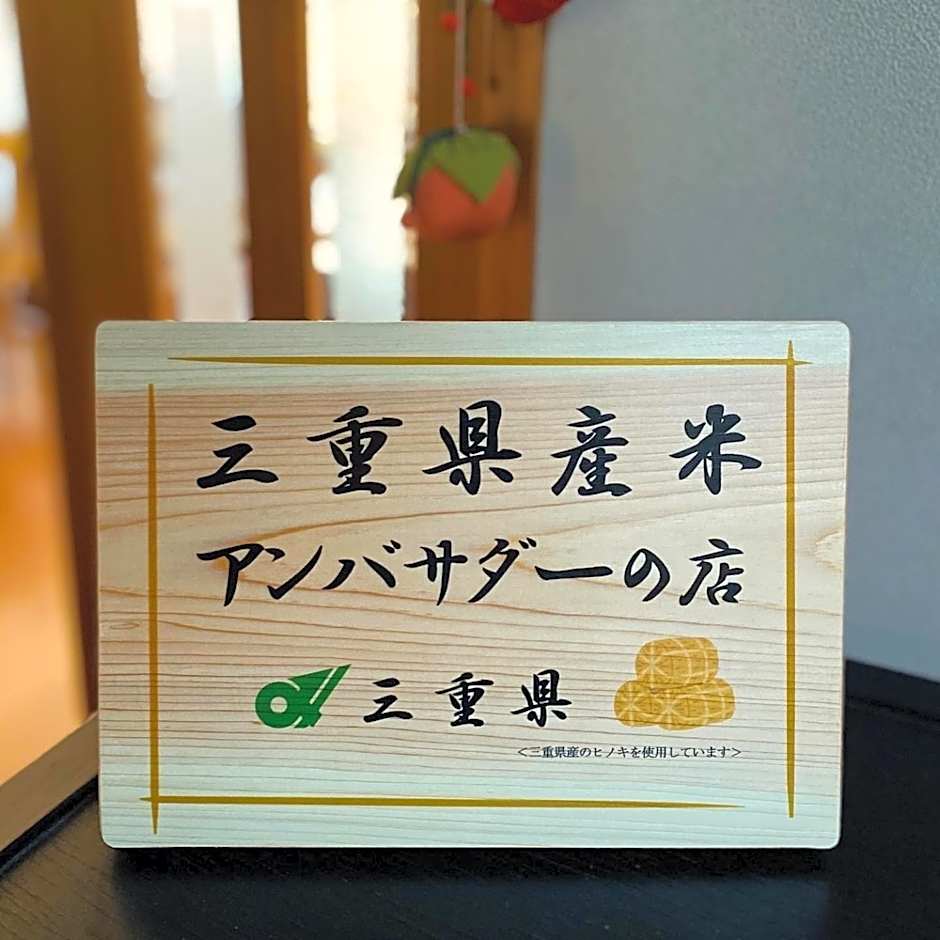 三重県産米
アンバサダーの店
三重県
＜三重県産のヒノキを使用しています＞